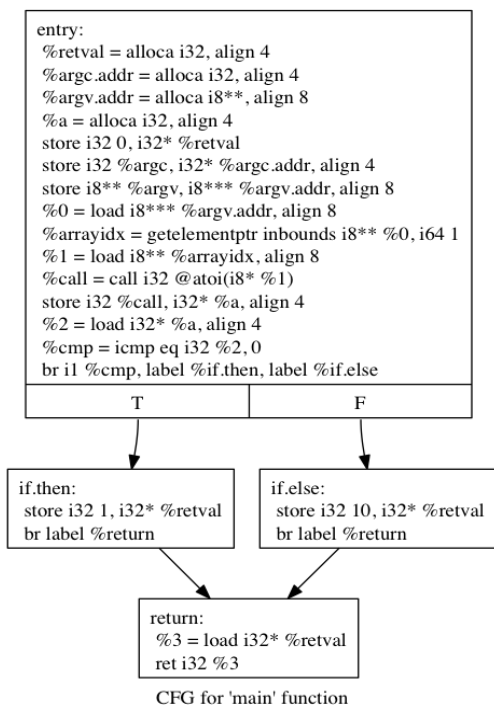 entry:
%retval = alloca i32, align 4
%argc.addr = alloca i32, align 4
%argv.addr = alloca i8**, align 8
%a = alloca i32, align 4
store i32 0, i32* %retval
store i32 %argc, i32* %argc.addr, align 4
store i8** %argv, i8*** %argv.addr, align 8
%0 = load i8*** %argv.addr, align 8
%arrayidx = getelementptr inbounds i8** %0, i64 1
%1 = load i8** %arrayidx, align 8
%call = call i32 @atoi(i8* %1)
store i32 %call, i32* %a, align 4
%2 = load i32* %a, align 4
%cmp = icmp eq i32 %2, 0
br i1 %cmp, label %if.then, label %if.else
T
F
if.then:
store i32 1, i32* %retval
br label %return
if.else:
store i32 10, i32* %retval
br label %return
return:
%3 = load i32* %retval
ret i32 %3
CFG for 'main' function